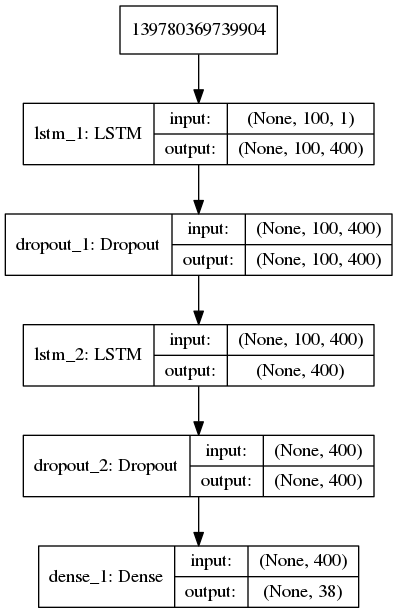 139780369739904
lstm_1: LSTM
input:
(None, 100, 1)
output:
(None, 100, 400)
dropout_1: Dropout
input:
(None, 100, 400)
output:
(None, 100, 400)
lstm_2: LSTM
input:
(None, 100, 400)
output:
(None, 400)
dropout_2: Dropout
input:
(None, 400)
output:
(None, 400)
dense_1: Dense
input:
(None, 400)
output:
(None, 38)